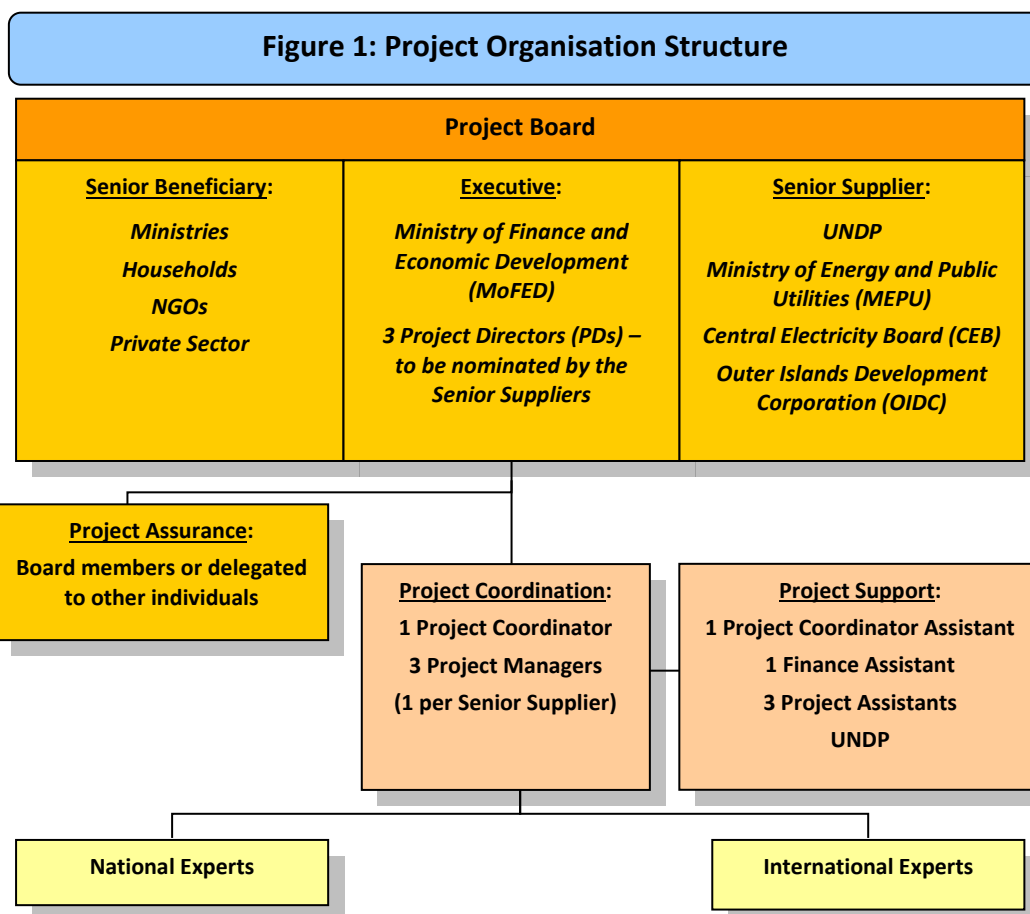 Figure 1: Project Organisation Structure
Project Board
Senior Beneficiary:
Ministries
Households
NGOs
Private Sector
Executive:
Ministry of Finance and
Economic Development
(MoFED)
3 Project Directors (PDs) –
to be nominated by the
Senior Suppliers
Senior Supplier:
UNDP
Ministry of Energy and Public
Utilities (MEPU)
Central Electricity Board (CEB)
Outer Islands Development
Corporation (OIDC)
Project Assurance:
Board members or delegated
to other individuals
Project Coordination:
1 Project Coordinator
3 Project Managers
(1 per Senior Supplier)
Project Support:
1 Project Coordinator Assistant
1 Finance Assistant
3 Project Assistants
UNDP
National Experts
International Experts